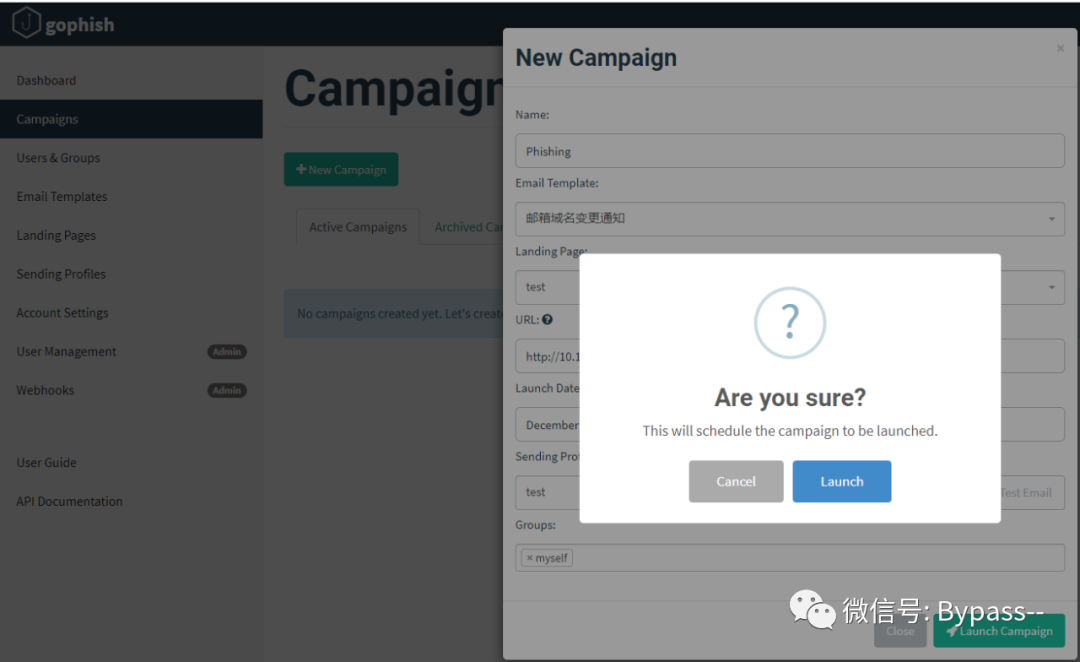 gophish
Dashboard
Campaigns
Users & Groups
Email Templates
Landing Pages
Sending Profiles
Account Settings
User Management Admin
Webhooks Admin
User Guide
API Documentation
Campaign
+ New Campaign
Active Campaigns Archived Ca
No campaigns created yet. Let's create
New Campaign
×
Name:
Phishing
Email Template:
邮箱域名变更通知
Landing Page:
test
URL:
http://10.1
Launch Date
December
Sending Prof
test
Test Email
Groups:
× myself
Close Launch Campaign
?
Are you sure?
This will schedule the campaign to be launched.
Cancel Launch
微信号: Bypass--